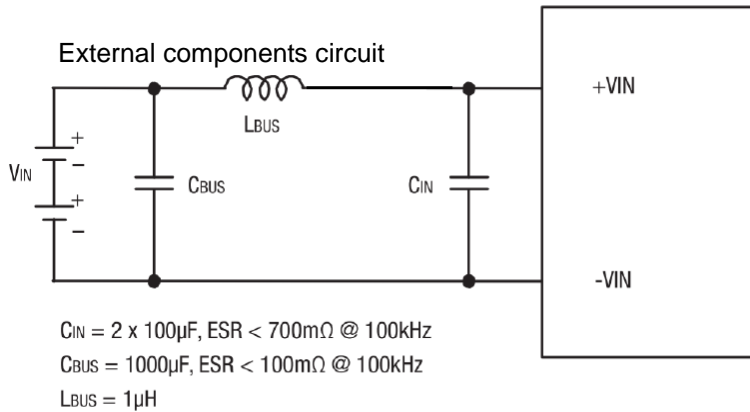 External components circuit
+VIN
LBUS
+
−
VIN
+
−
CBUS
CIN
-VIN
CIN = 2 x 100µF, ESR < 700mΩ @ 100kHz
CBUS = 1000µF, ESR < 100mΩ @ 100kHz
LBUS = 1µH